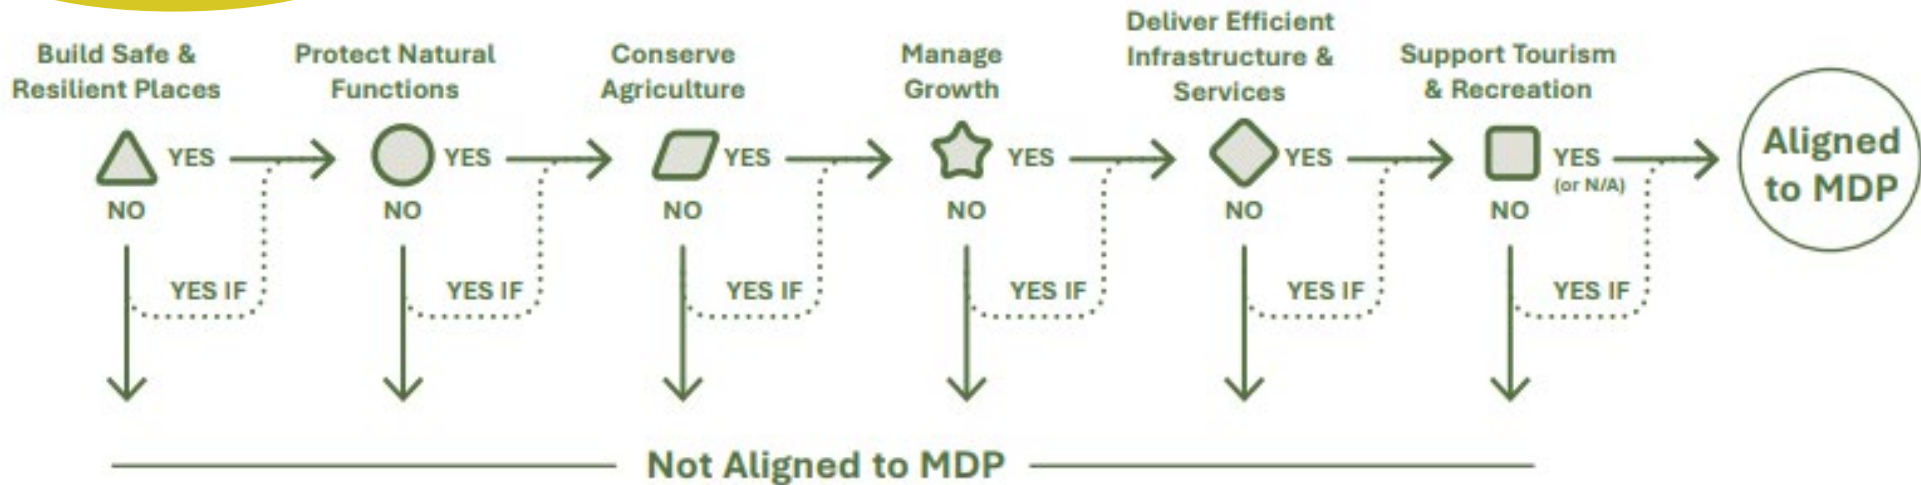 Build Safe &
Resilient Places
Protect Natural
Functions
Conserve
Agriculture
Manage
Growth
Deliver Efficient
Infrastructure &
Services
Support Tourism
& Recreation
YES
YES
YES
YES
YES
YES
(or N/A)
Aligned
to MDP
NO
NO
NO
NO
NO
NO
YES IF
YES IF
YES IF
YES IF
YES IF
YES IF
Not Aligned to MDP